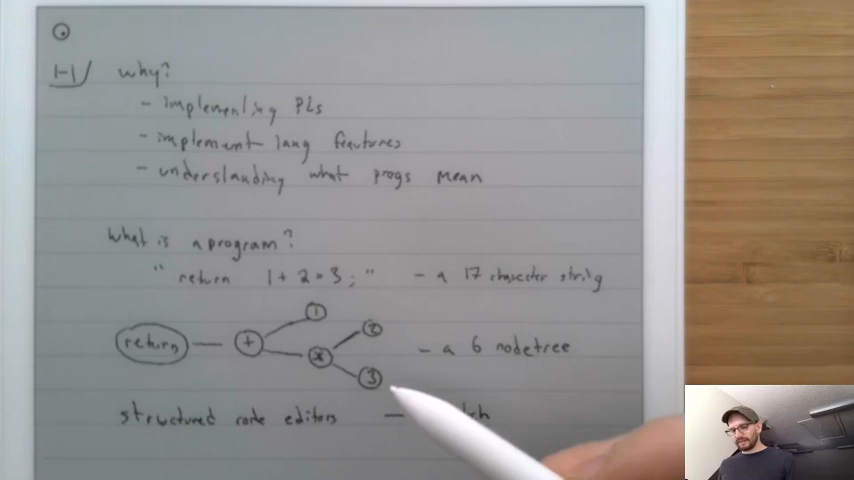 1-1/ why?
- implementing PLs
- implement lang features
- understanding what progs mean
What is a program?
" return 1 + 2 * 3 ; " - a 17 character string
return + 1 * 2 3 - a 6 node tree
structured code editors -